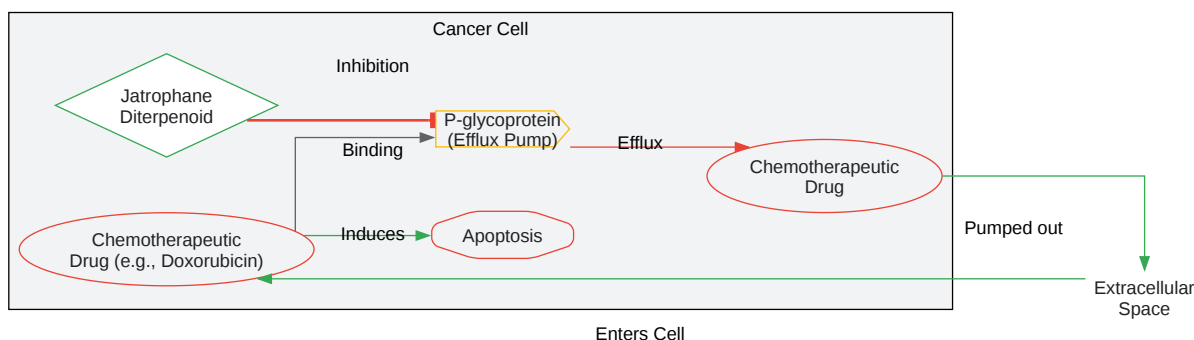 Cancer Cell
Inhibition
Jatrophane
Diterpenoid
P-glycoprotein
(Efflux Pump)
Binding
Efflux
Chemotherapeutic
Drug
Chemotherapeutic
Drug (e.g., Doxorubicin)
Induces
Apoptosis
Pumped out
Extracellular
Space
Enters Cell